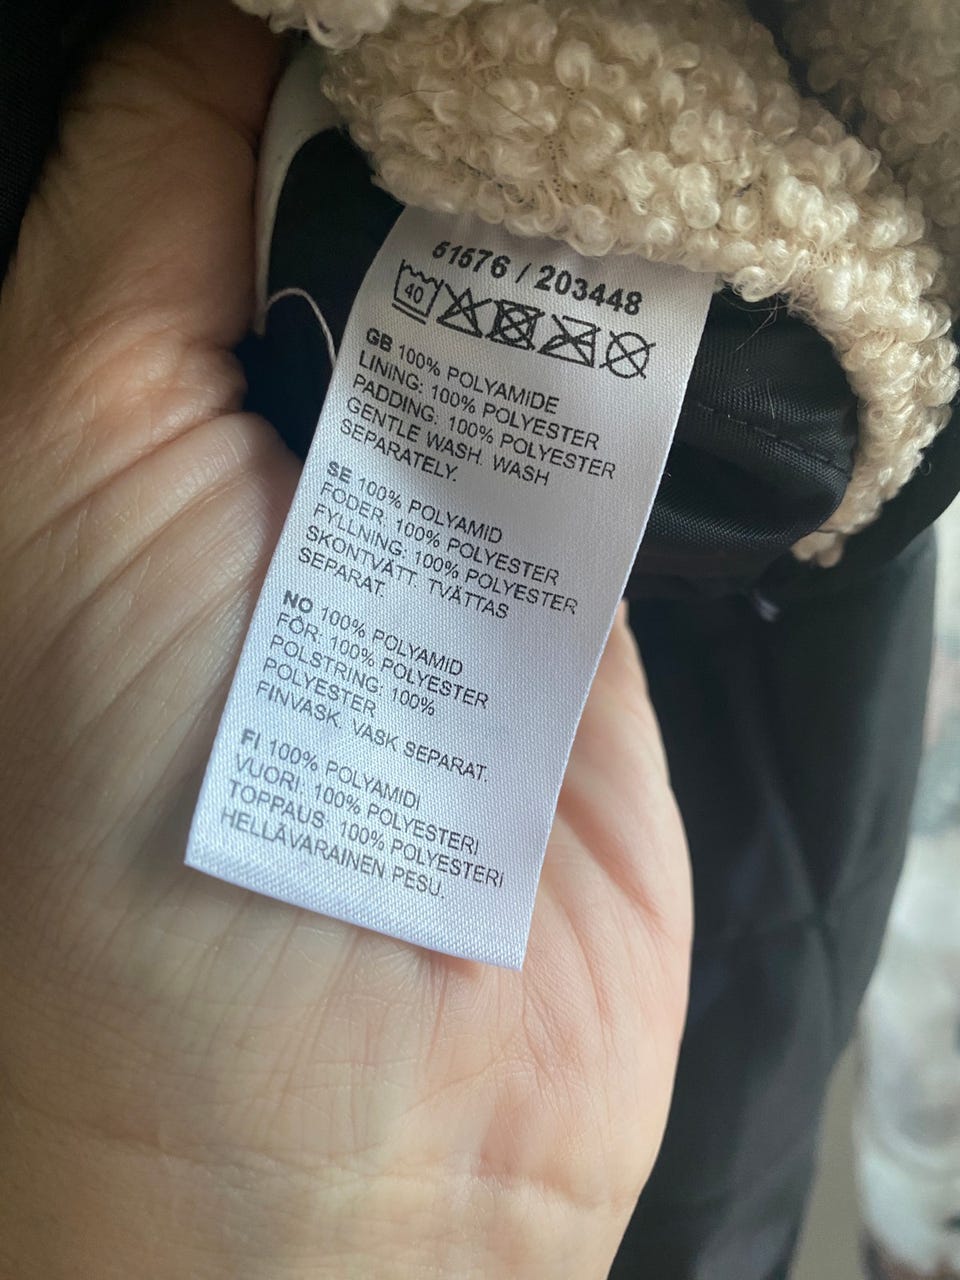 51576 / 203448
40
GB 100% POLYAMIDE
LINING: 100% POLYESTER
PADDING: 100% POLYESTER
GENTLE WASH. WASH
SEPARATELY.
SE 100% POLYAMID
FODER: 100% POLYESTER
FYLLNING: 100% POLYESTER
SKONTVÄTT. TVÄTTAS
SEPARAT.
NO 100% POLYAMID
FÔR: 100% POLYESTER
POLSTRING: 100%
POLYESTER
FINVASK. VASK SEPARAT.
FI 100% POLYAMIDI
VUORI: 100% POLYESTERI
TOPPAUS: 100% POLYESTERI
HELLÄVARAINEN PESU.